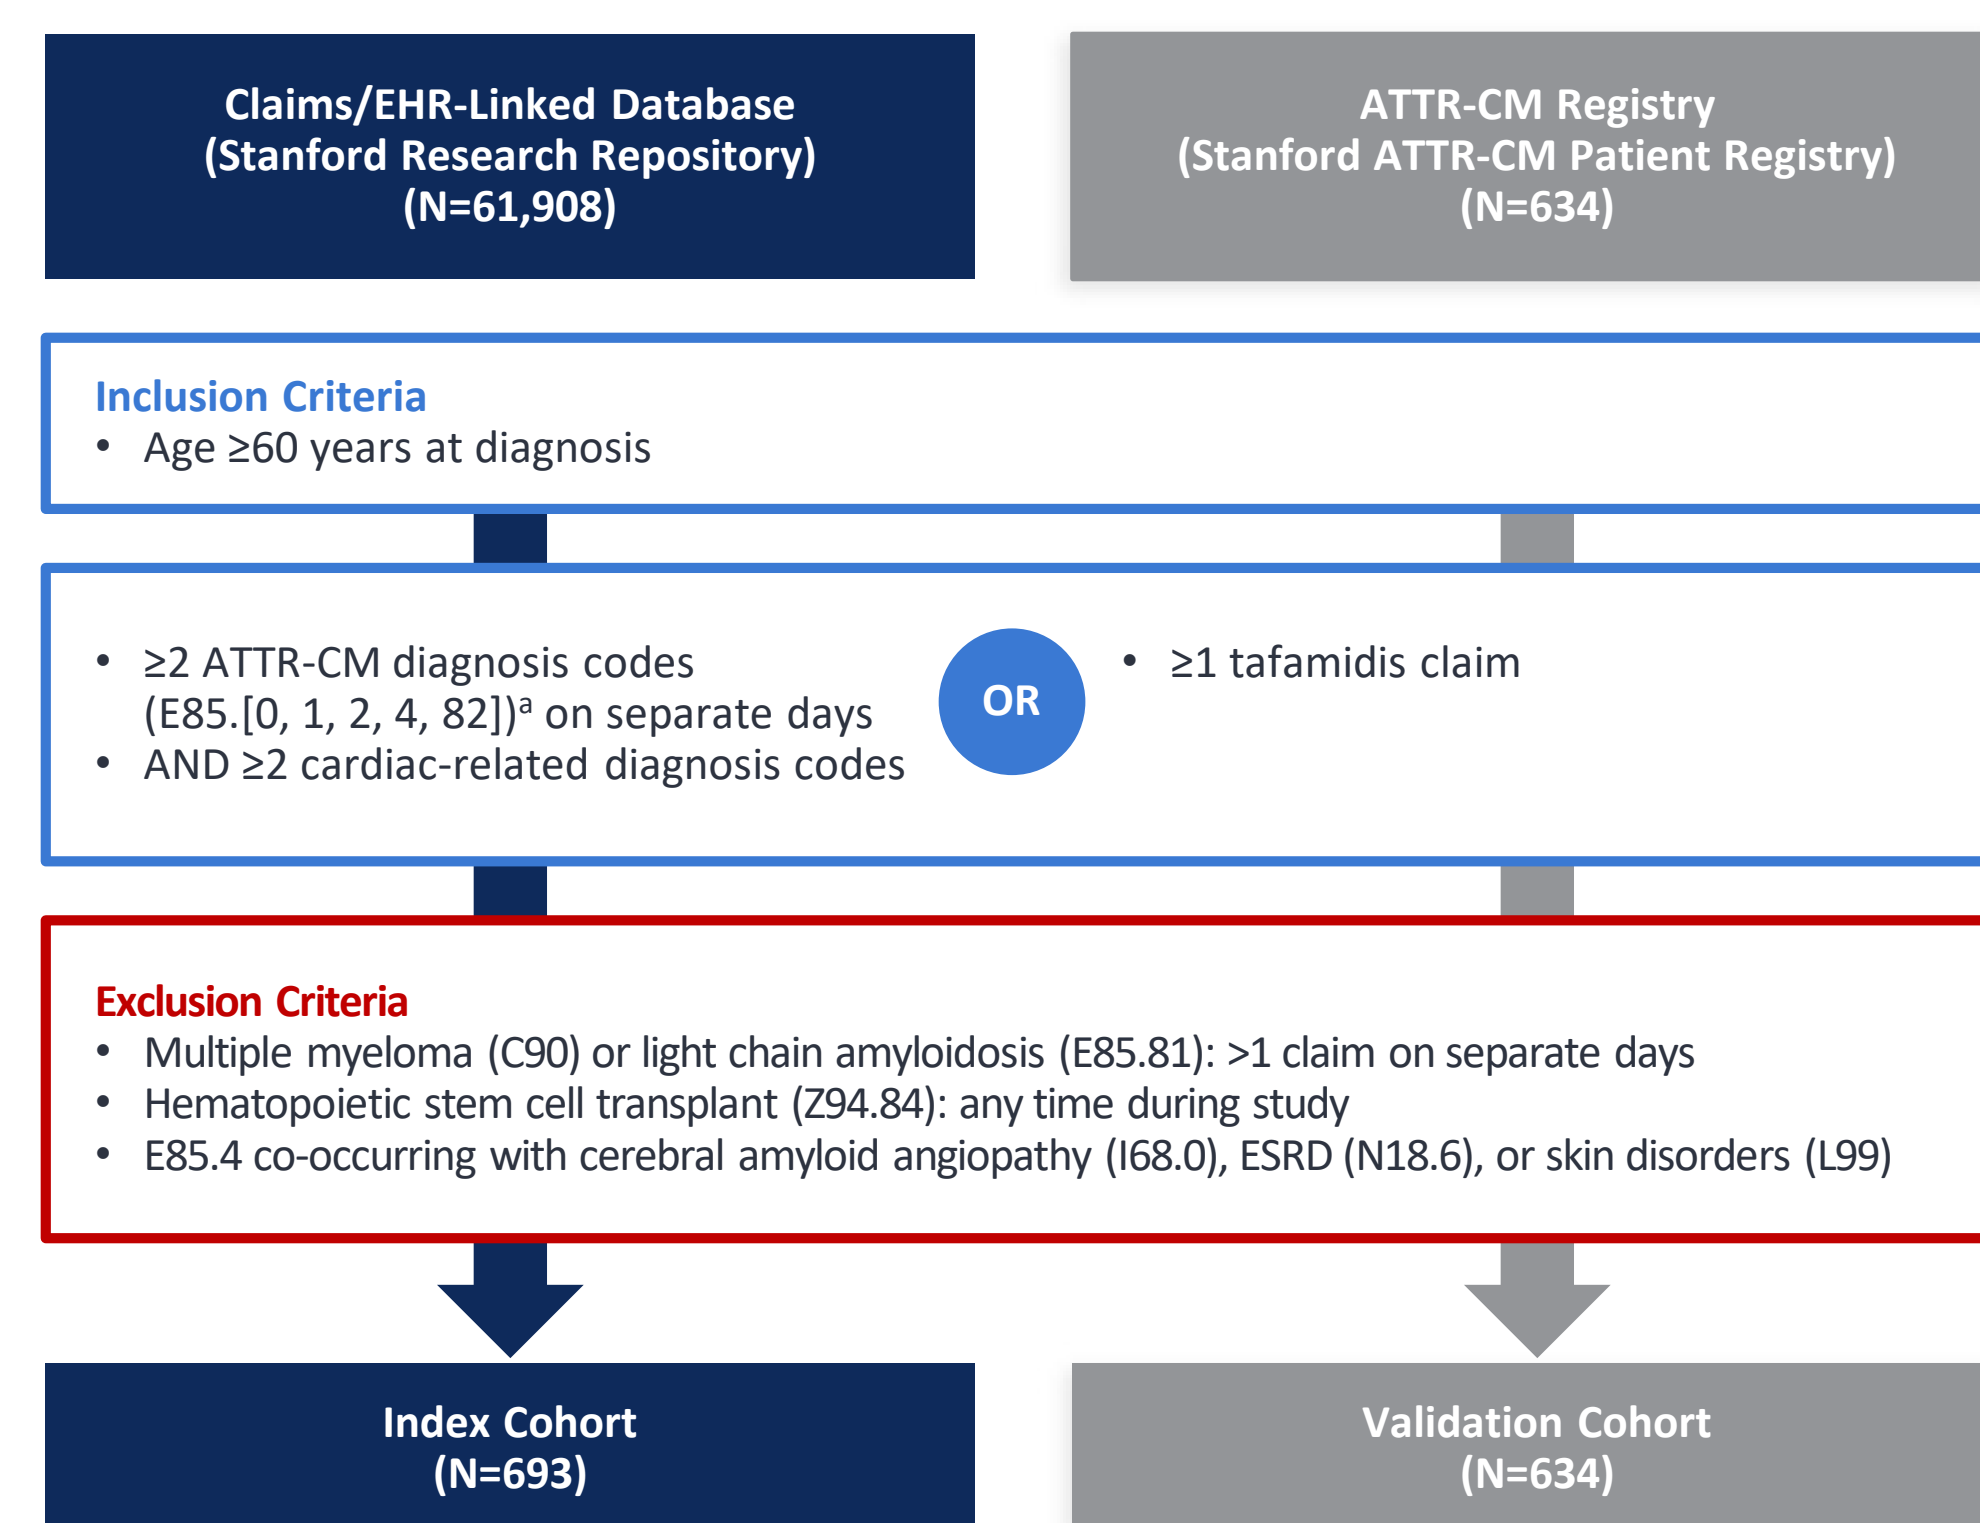 Claims/EHR-Linked Database
(Stanford Research Repository)
(N=61,908)
ATTR-CM Registry
(Stanford ATTR-CM Patient Registry)
(N=634)
Inclusion Criteria
• Age ≥60 years at diagnosis
• ≥2 ATTR-CM diagnosis codes
(E85.[0, 1, 2, 4, 82])ᵃ on separate days
• AND ≥2 cardiac-related diagnosis codes
OR
• ≥1 tafamidis claim
Exclusion Criteria
• Multiple myeloma (C90) or light chain amyloidosis (E85.81): >1 claim on separate days
• Hematopoietic stem cell transplant (Z94.84): any time during study
• E85.4 co-occurring with cerebral amyloid angiopathy (I68.0), ESRD (N18.6), or skin disorders (L99)
Index Cohort
(N=693)
Validation Cohort
(N=634)